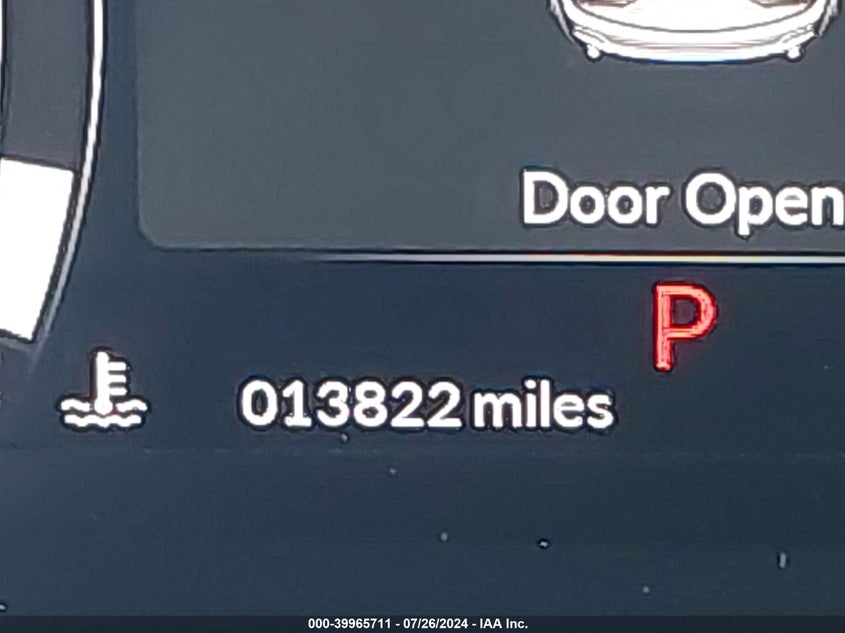 Door Open
P
013822 miles
000-39965711 - 07/26/2024 - IAA Inc.